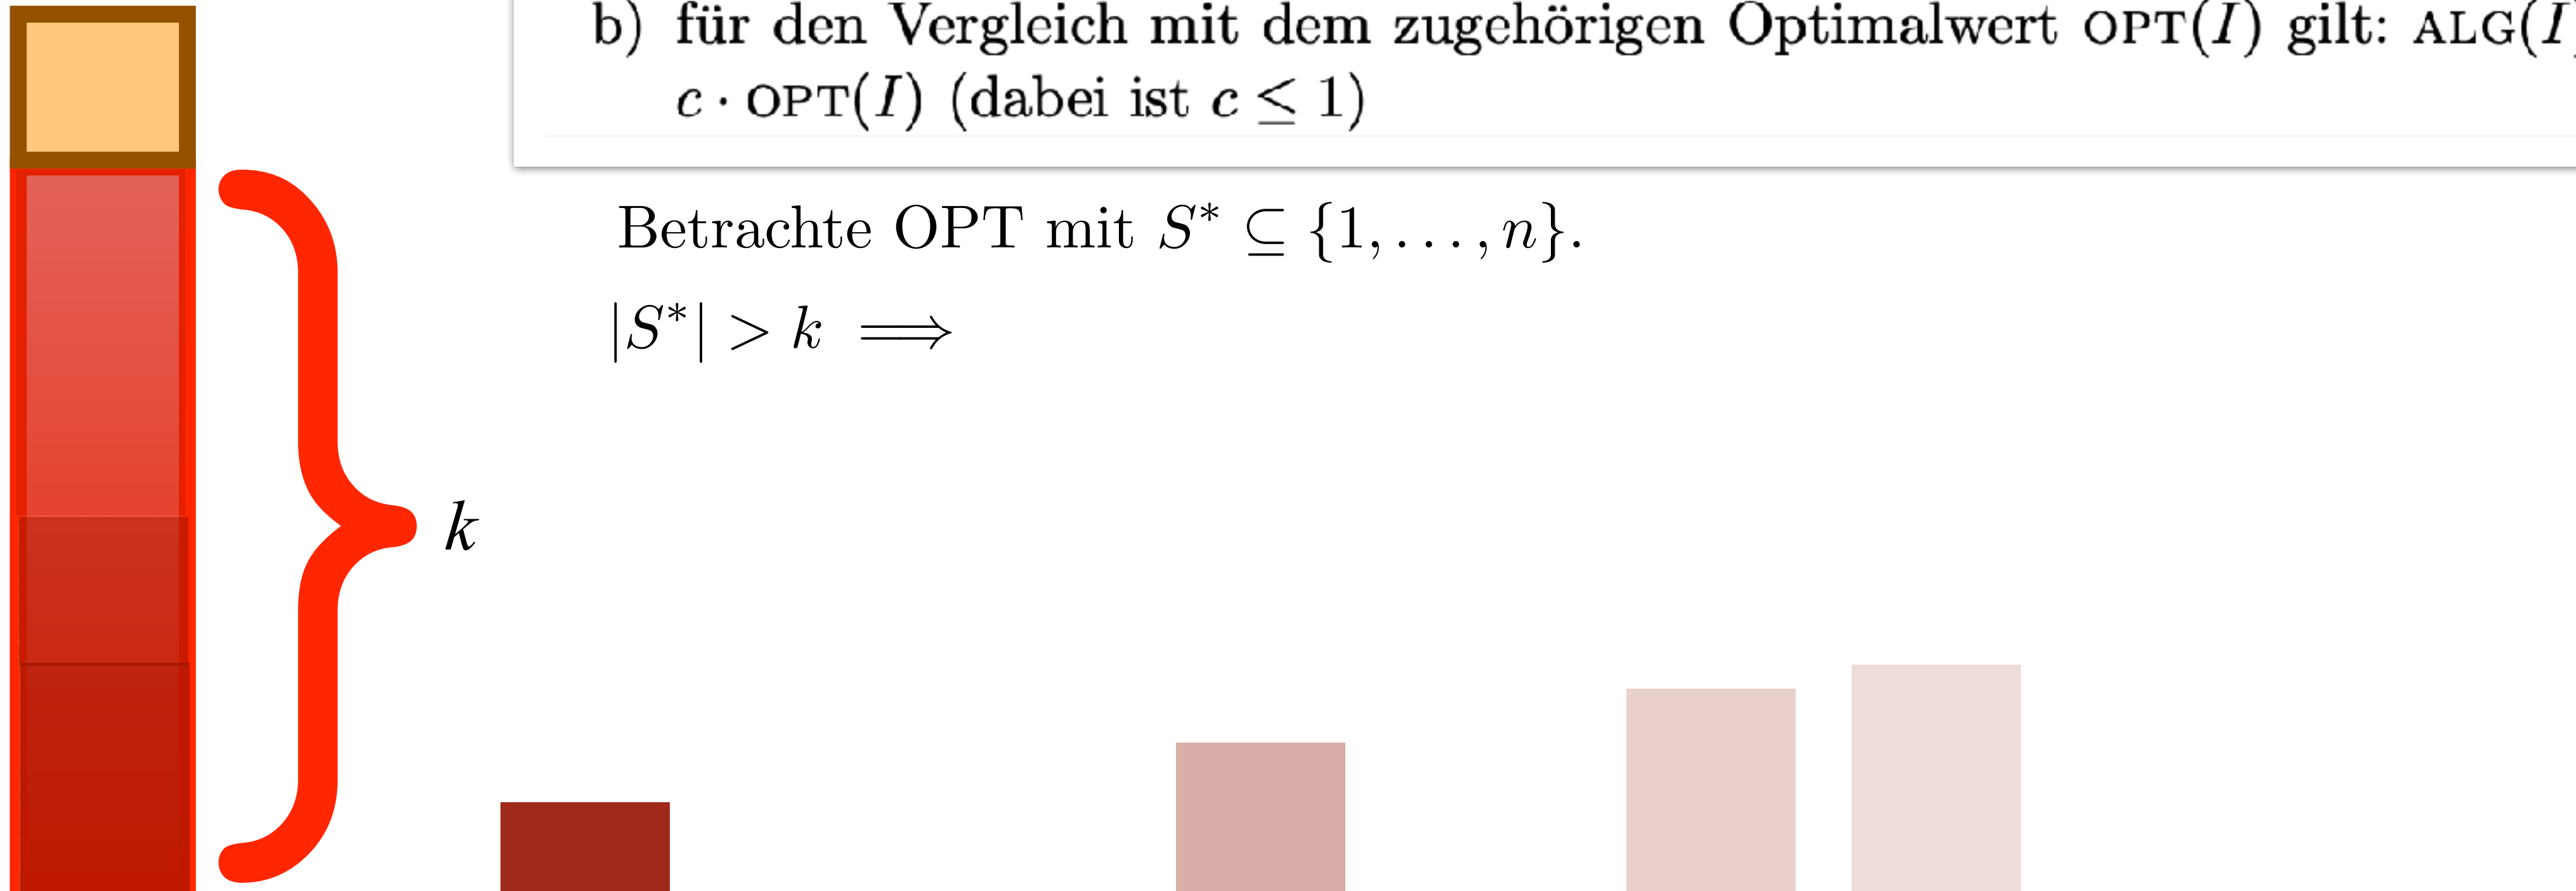 b) für den Vergleich mit dem zugehörigen Optimalwert OPT(I) gilt: ALG(I)
c · OPT(I) (dabei ist c ≤ 1)
Betrachte OPT mit S* ⊆ {1, . . . , n}.
|S*| > k ⟹
k